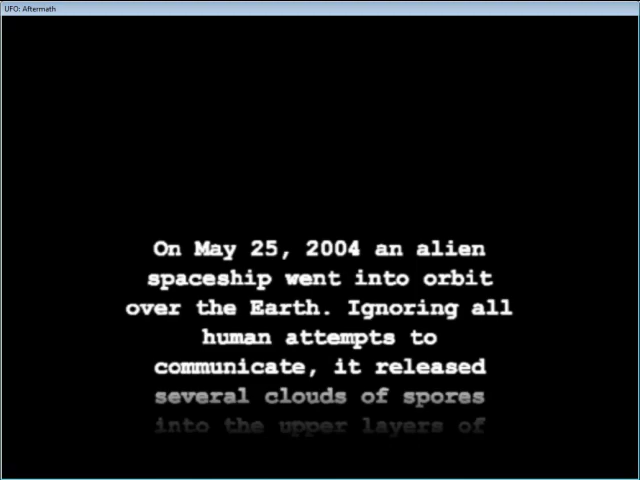 UFO: Aftermath
On May 25, 2004 an alien
spaceship went into orbit
over the Earth. Ignoring all
human attempts to
communicate, it released
several clouds of spores
into the upper layers of